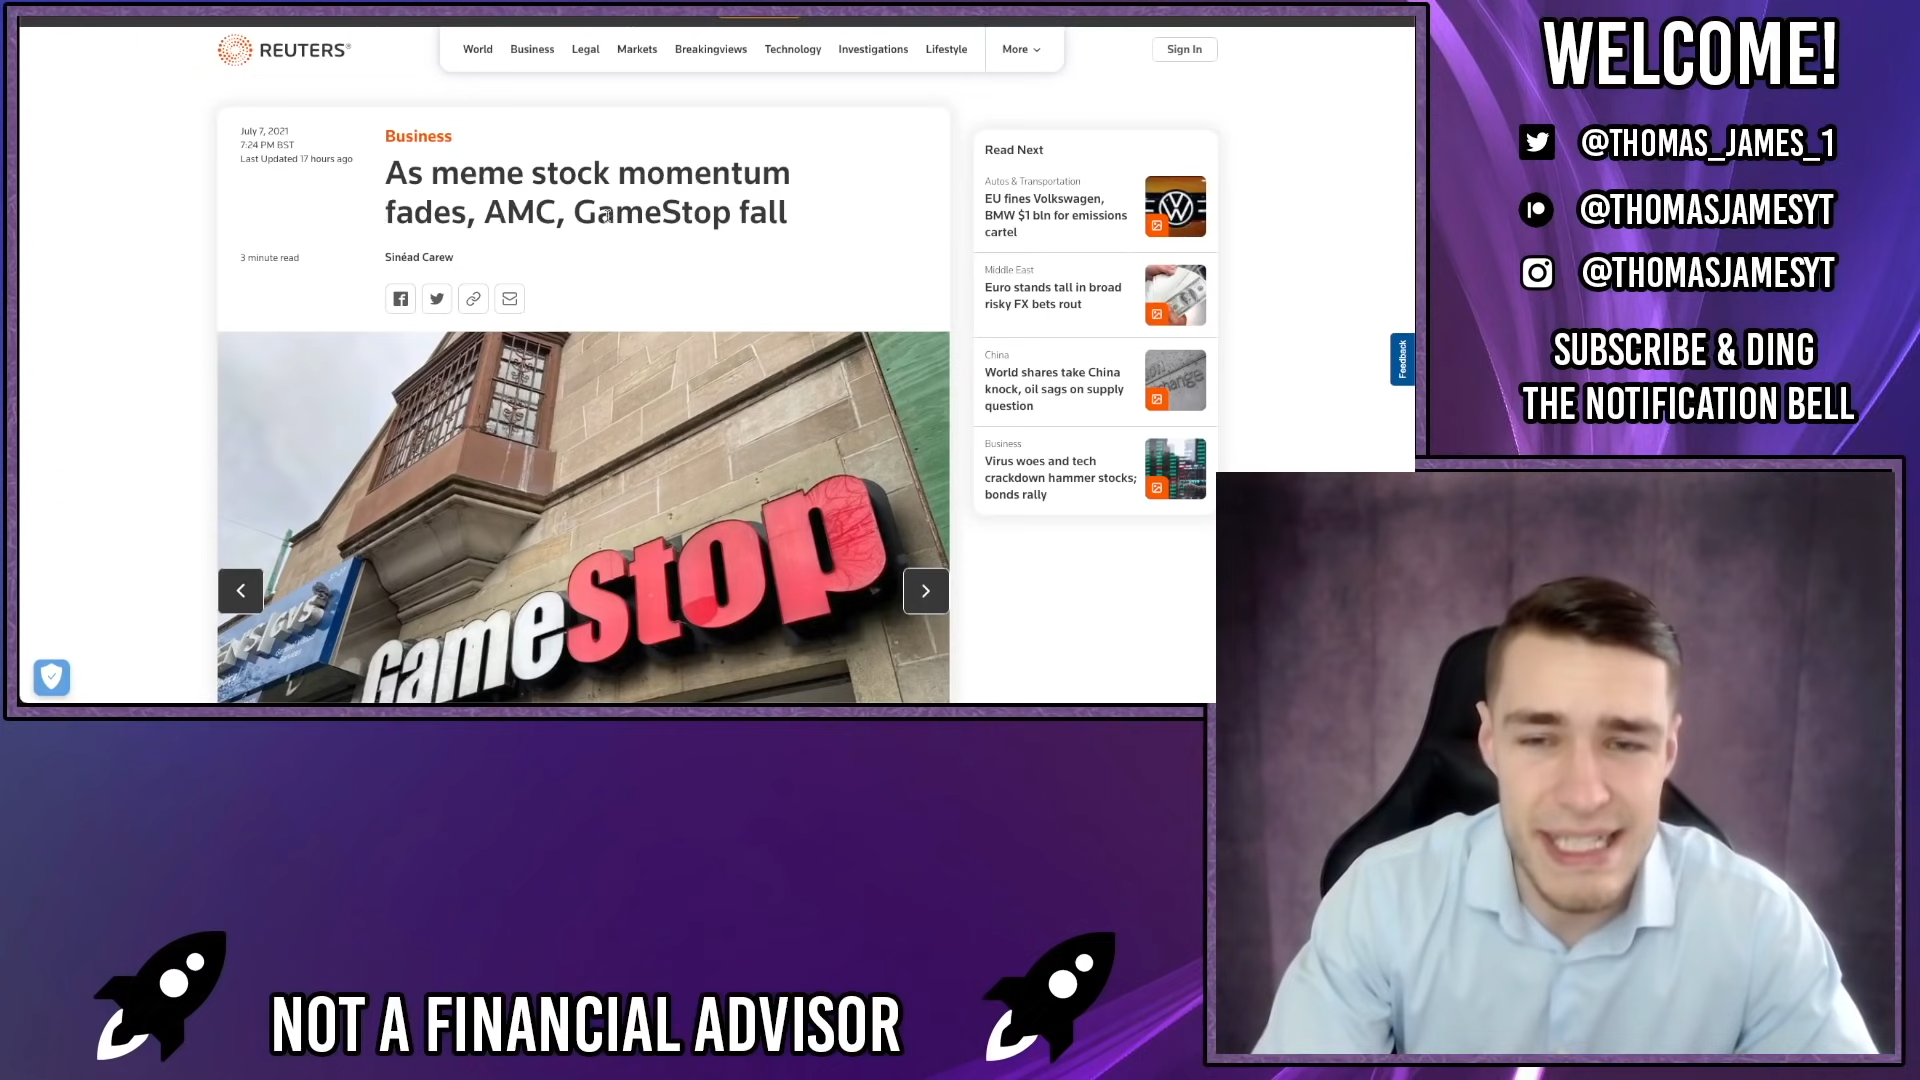 REUTERS®
World Business Legal Markets Breakingviews Technology Investigations Lifestyle More
Sign In
July 7, 2021
7:24 PM BST
Last Updated 17 hours ago
Business
As meme stock momentum
fades, AMC, GameStop fall
3 minute read
Sinéad Carew
GameStop
Read Next
Autos & Transportation
EU fines Volkswagen,
BMW $1 bln for emissions
cartel
Middle East
Euro stands tall in broad
risky FX bets rout
China
World shares take China
knock, oil sags on supply
question
Business
Virus woes and tech
crackdown hammer stocks;
bonds rally
Feedback
WELCOME!
@THOMAS_JAMES_1
@THOMASJAMESYT
@THOMASJAMESYT
SUBSCRIBE & DING
THE NOTIFICATION BELL
NOT A FINANCIAL ADVISOR